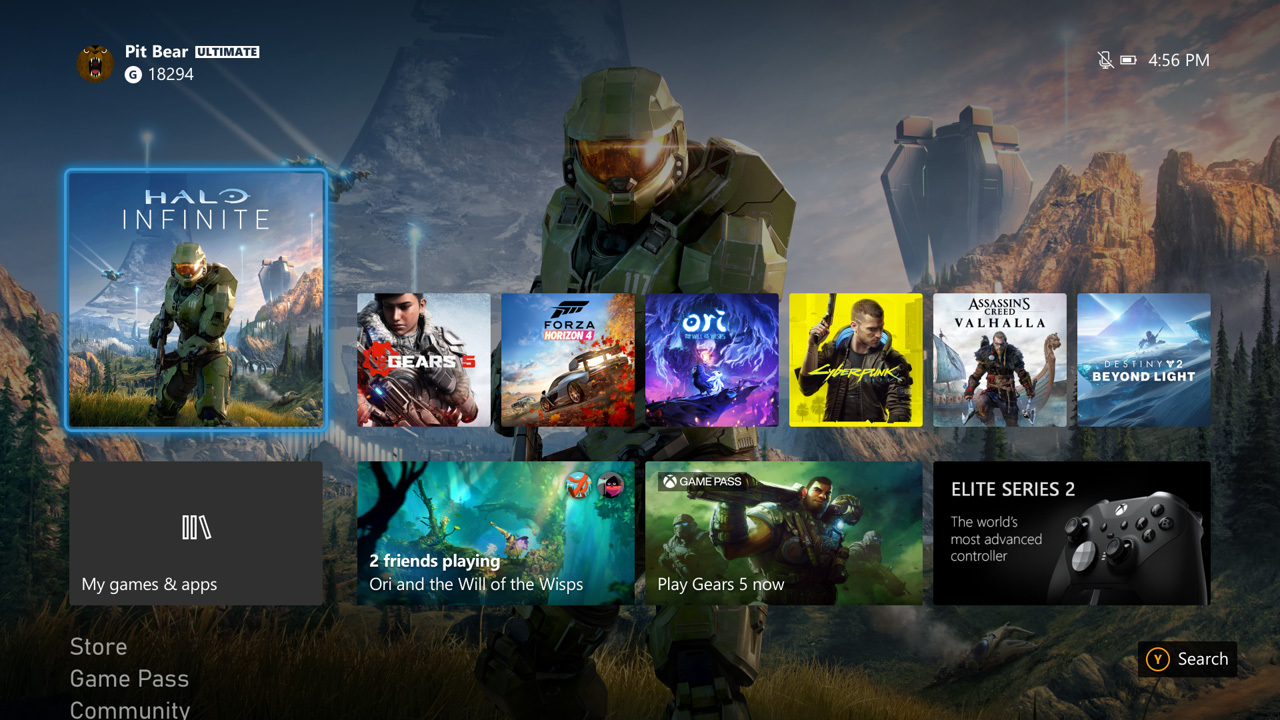 Pit Bear ULTIMATE
G 18294
4:56 PM
HALO
INFINITE
GEARS 5
FORZA
HORIZON 4
ori
CYBERPUNK
ASSASSIN'S
CREED
VALHALLA
DESTINY 2
BEYOND LIGHT
My games & apps
2 friends playing
Ori and the Will of the Wisps
GAME PASS
Play Gears 5 now
ELITE SERIES 2
The world's
most advanced
controller
Store
Game Pass
Community
Y Search